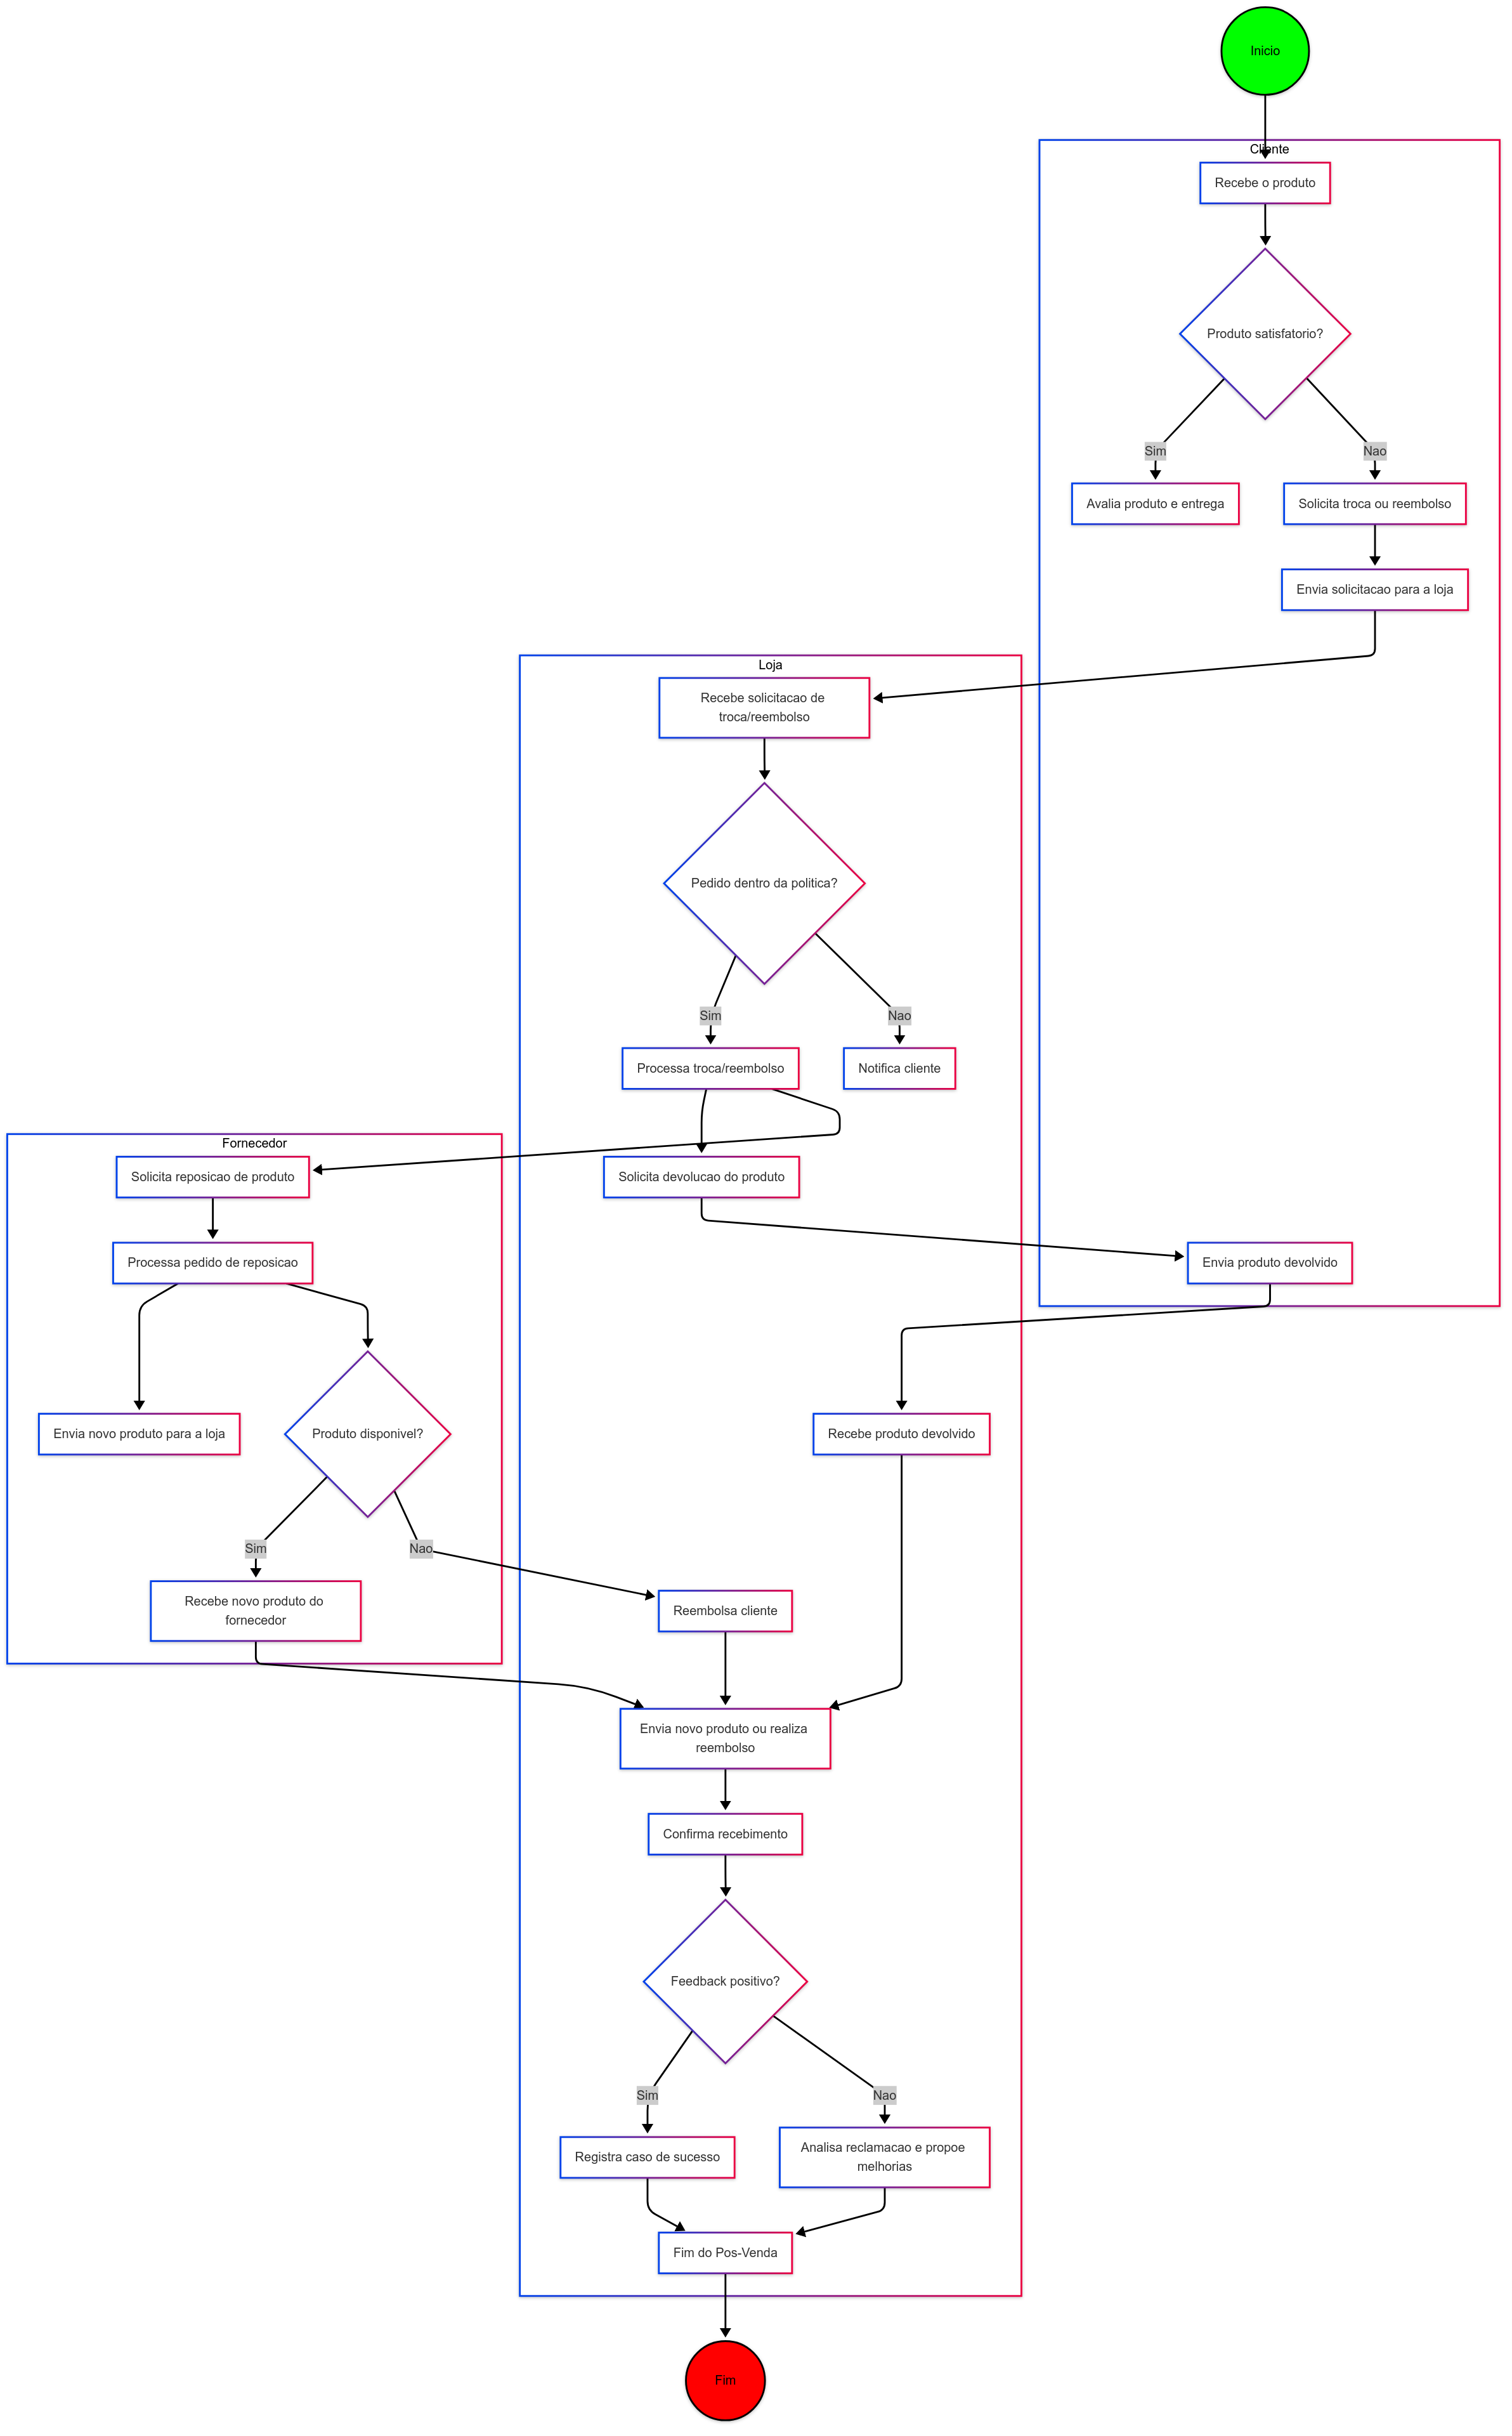 Inicio
Cliente
Recebe o produto
Produto satisfatorio?
Sim
Nao
Avalia produto e entrega
Solicita troca ou reembolso
Envia solicitacao para a loja
Loja
Recebe solicitacao de
troca/reembolso
Pedido dentro da politica?
Sim
Nao
Processa troca/reembolso
Notifica cliente
Fornecedor
Solicita reposicao de produto
Solicita devolucao do produto
Processa pedido de reposicao
Envia produto devolvido
Envia novo produto para a loja
Produto disponivel?
Recebe produto devolvido
Sim
Nao
Recebe novo produto do
fornecedor
Reembolsa cliente
Envia novo produto ou realiza
reembolso
Confirma recebimento
Feedback positivo?
Sim
Nao
Registra caso de sucesso
Analisa reclamacao e propoe
melhorias
Fim do Pos-Venda
Fim